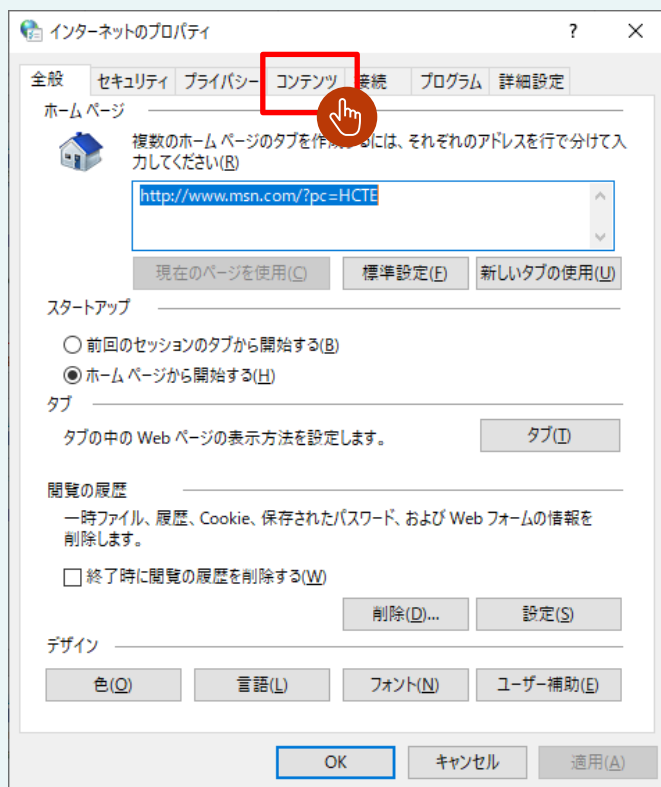 インターネットのプロパティ ? ×
全般 セキュリティ プライバシー コンテンツ 接続 プログラム 詳細設定
ホーム ページ
複数のホーム ページのタブを作成するには、それぞれのアドレスを行で分けて入
力してください(R)
http://www.msn.com/?pc=HCTE
現在のページを使用(C) 標準設定(F) 新しいタブの使用(U)
スタートアップ
前回のセッションのタブから開始する(B)
ホーム ページから開始する(H)
タブ
タブの中の Web ページの表示方法を設定します。 タブ(T)
閲覧の履歴
一時ファイル、履歴、Cookie、保存されたパスワード、および Web フォームの情報を
削除します。
終了時に閲覧の履歴を削除する(W)
削除(D)... 設定(S)
デザイン
色(O) 言語(L) フォント(N) ユーザー補助(E)
OK キャンセル 適用(A)